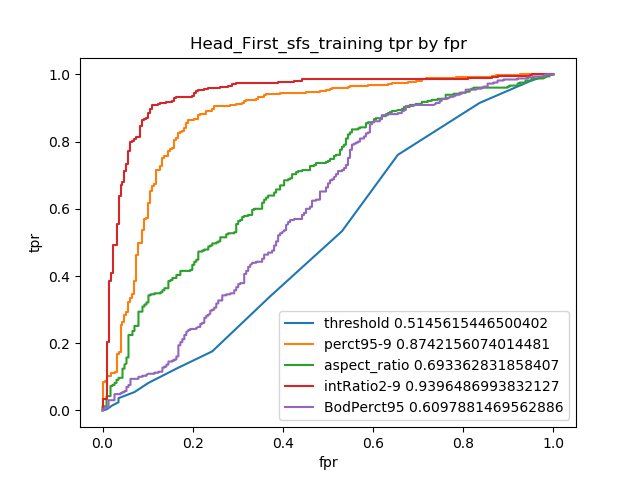 Head_First_sfs_training tpr by fpr
tpr
1.0
0.8
0.6
0.4
0.2
0.0
threshold 0.5145615446500402
perct95-9 0.8742156074014481
aspect_ratio 0.693362831858407
intRatio2-9 0.9396486993832127
BodPerct95 0.6097881469562886
0.0 0.2 0.4 0.6 0.8 1.0
fpr